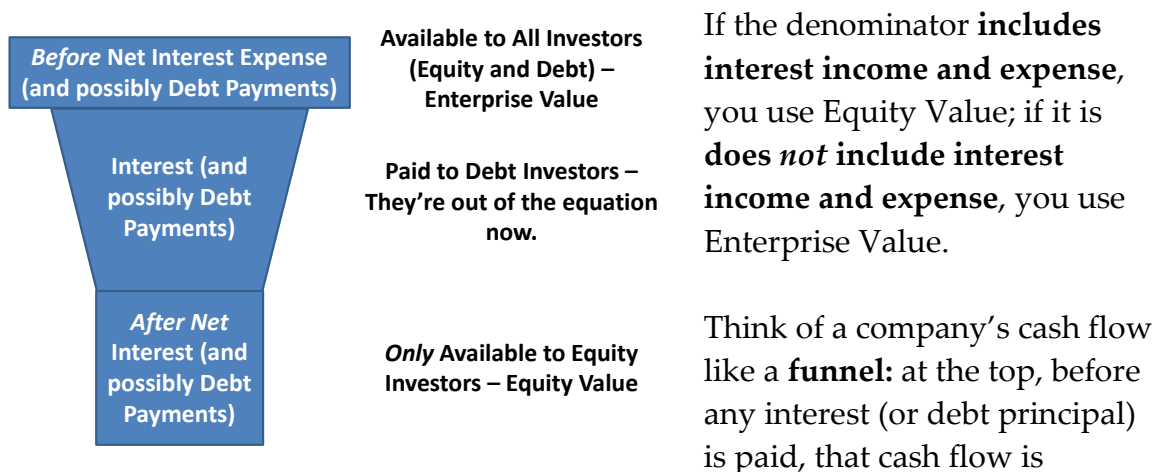 Before Net Interest Expense
(and possibly Debt Payments)
Available to All Investors
(Equity and Debt) –
Enterprise Value
Interest (and
possibly Debt
Payments)
Paid to Debt Investors –
They're out of the equation
now.
After Net
Interest (and
possibly Debt
Payments)
Only Available to Equity
Investors – Equity Value
If the denominator includes
interest income and expense,
you use Equity Value; if it is
does not include interest
income and expense, you use
Enterprise Value.
Think of a company's cash flow
like a funnel: at the top, before
any interest (or debt principal)
is paid, that cash flow is